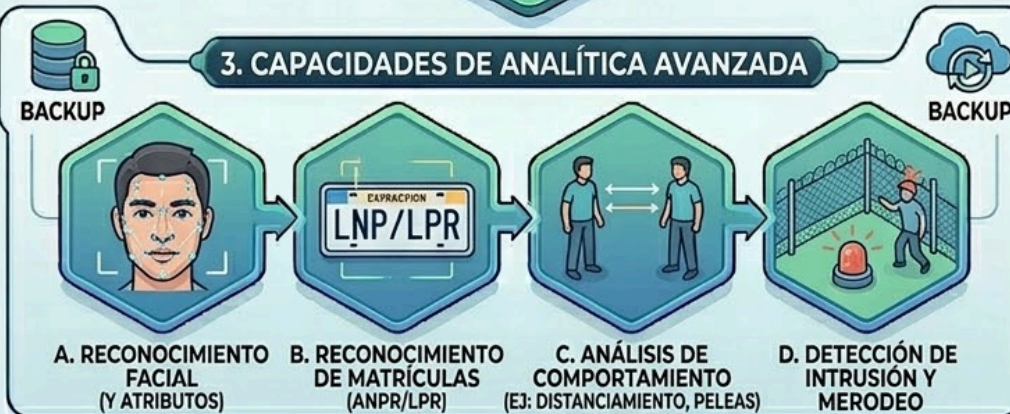 3. CAPACIDADES DE ANALÍTICA AVANZADA
BACKUP
BACKUP
EXPRACPION
LNP/LPR
A. RECONOCIMIENTO
FACIAL
(Y ATRIBUTOS)
B. RECONOCIMIENTO
DE MATRÍCULAS
(ANPR/LPR)
C. ANÁLISIS DE
COMPORTAMIENTO
(EJ: DISTANCIAMIENTO, PELEAS)
D. DETECCIÓN DE
INTRUSIÓN Y
MERODEO